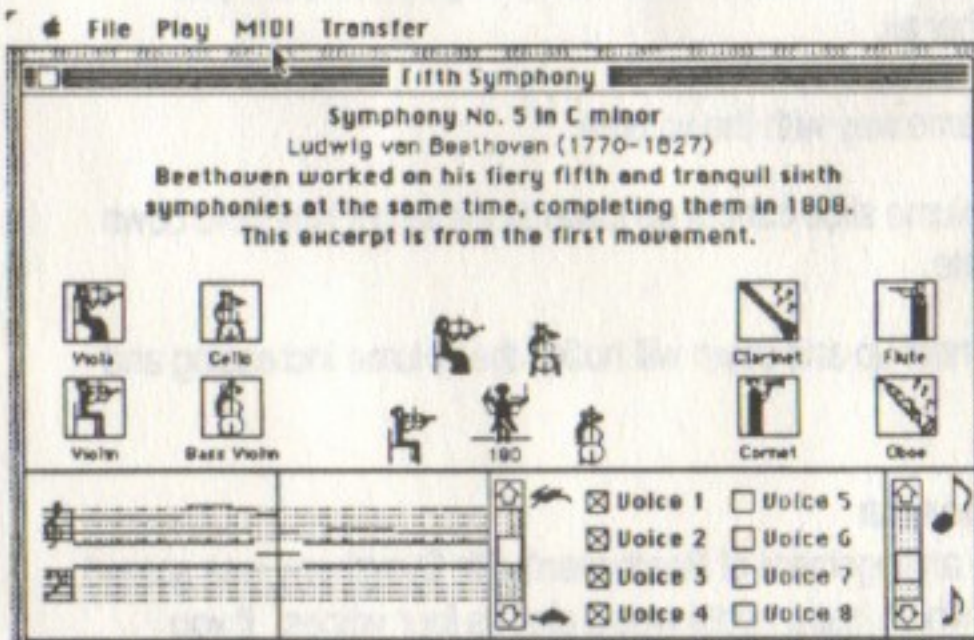 File Play MIDI Transfer
Fifth Symphony
Symphony No. 5 in C minor
Ludwig van Beethoven (1770-1827)
Beethoven worked on his fiery fifth and tranquil sixth
symphonies at the same time, completing them in 1808.
This excerpt is from the first movement.
Viola Cello Clarinet Flute
Violin Bass Violin 180 Cornet Oboe
Voice 1 Voice 5
Voice 2 Voice 6
Voice 3 Voice 7
Voice 4 Voice 8